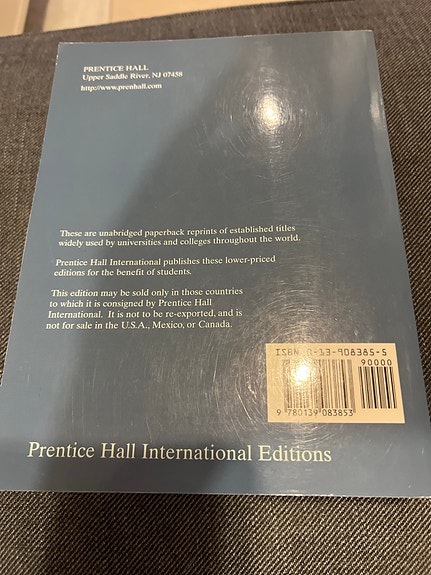 PRENTICE HALL
Upper Saddle River, NJ 07458
http://www.prenhall.com
These are unabridged paperback reprints of established titles
widely used by universities and colleges throughout the world.
Prentice Hall International publishes these lower-priced
editions for the benefit of students.
This edition may be sold only in those countries
to which it is consigned by Prentice Hall
International. It is not to be re-exported, and is
not for sale in the U.S.A., Mexico, or Canada.
ISBN 0-13-908385-5
90000
9 780139 083853
Prentice Hall International Editions